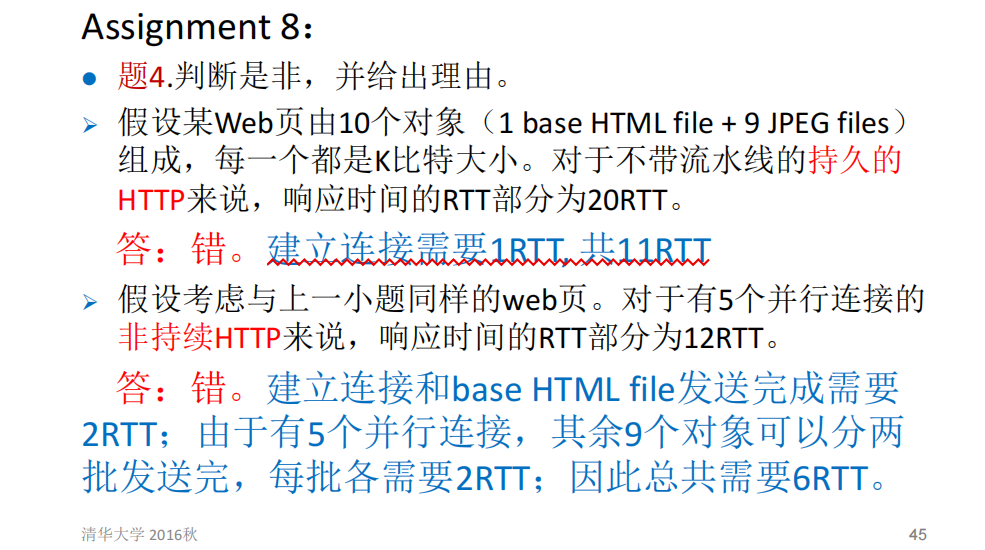 Assignment 8：
● 题4.判断是非，并给出理由。
➢ 假设某Web页由10个对象（1 base HTML file + 9 JPEG files）
组成，每一个都是K比特大小。对于不带流水线的持久的
HTTP来说，响应时间的RTT部分为20RTT。
答：错。建立连接需要1RTT, 共11RTT
➢ 假设考虑与上一小题同样的web页。对于有5个并行连接的
非持续HTTP来说，响应时间的RTT部分为12RTT。
答：错。建立连接和base HTML file发送完成需要
2RTT；由于有5个并行连接，其余9个对象可以分两
批发送完，每批各需要2RTT；因此总共需要6RTT。
清华大学 2016秋
45